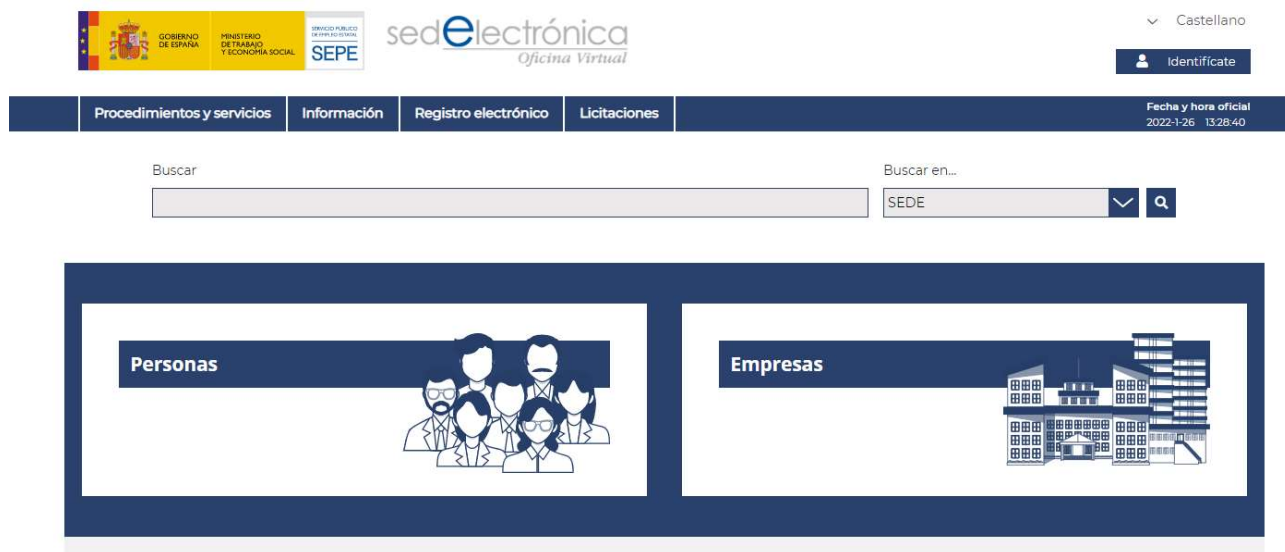 GOBIERNO
DE ESPAÑA
MINISTERIO
DE TRABAJO
Y ECONOMÍA SOCIAL
SERVICIO PÚBLICO
DE EMPLEO ESTATAL
SEPE
sedelectrónica
Oficina Virtual
Castellano
Identifícate
Procedimientos y servicios
Información
Registro electrónico
Licitaciones
Fecha y hora oficial
2022-1-26 13:28:40
Buscar
Buscar en...
SEDE
Personas
Empresas